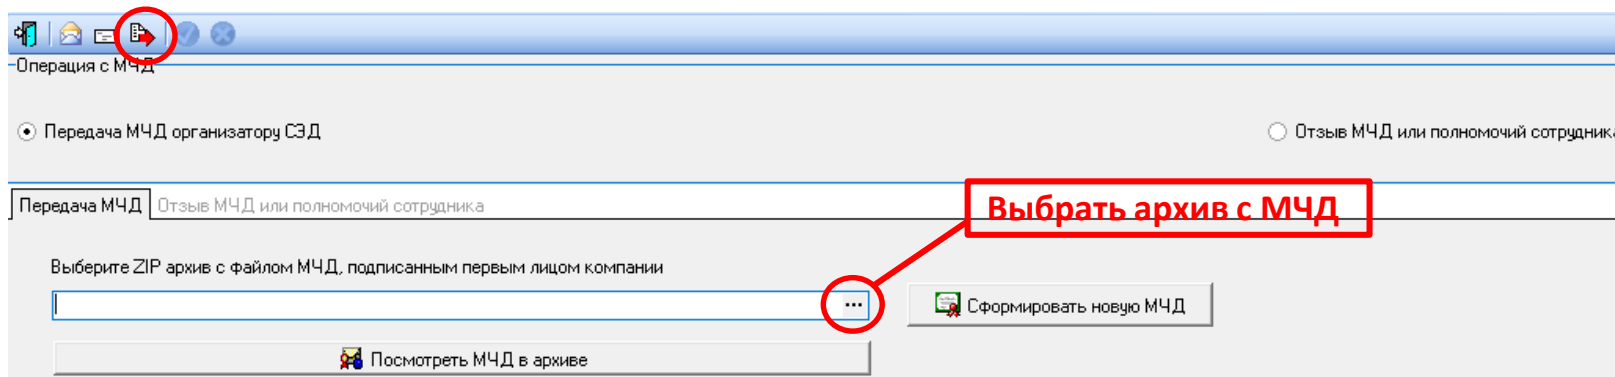 Операция с МЧД
Передача МЧД организатору СЭД
Отзыв МЧД или полномочий сотрудника
Передача МЧД
Отзыв МЧД или полномочий сотрудника
Выбрать архив с МЧД
Выберите ZIP архив с файлом МЧД, подписанным первым лицом компании
...
Сформировать новую МЧД
Посмотреть МЧД в архиве